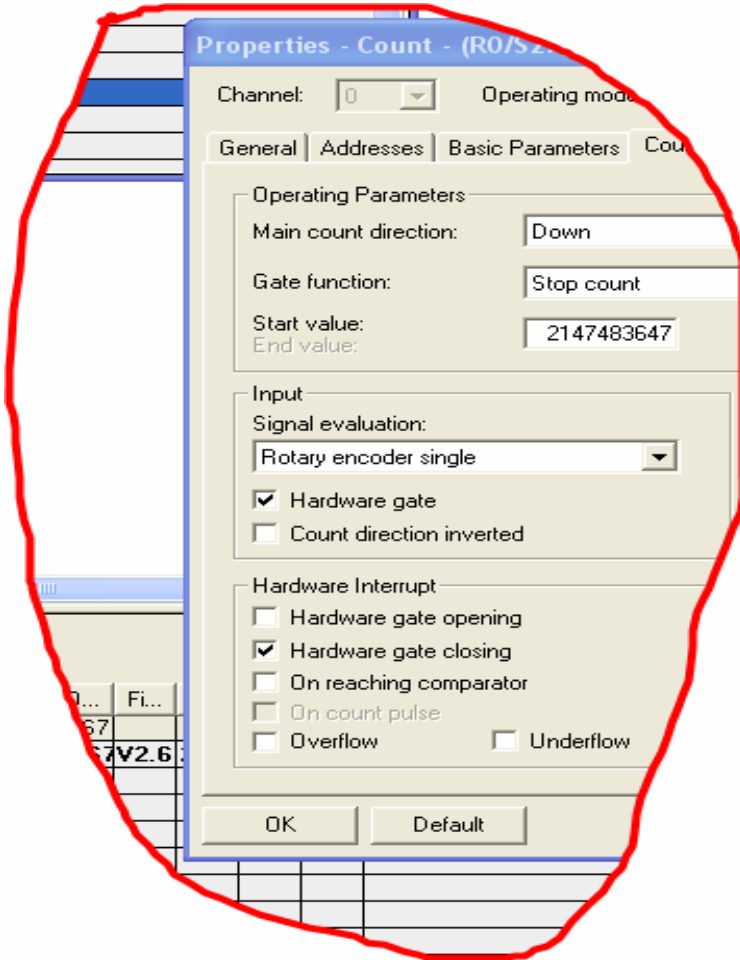 Properties - Count - (R0/S2.
Channel: 0 Operating mode
General Addresses Basic Parameters Cou
Operating Parameters
Main count direction: Down
Gate function: Stop count
Start value: 2147483647
End value:
Input
Signal evaluation:
Rotary encoder single
Hardware gate
Count direction inverted
Hardware Interrupt
Hardware gate opening
Hardware gate closing
On reaching comparator
On count pulse
Overflow Underflow
... Fi...
67
67 V2.6
OK Default